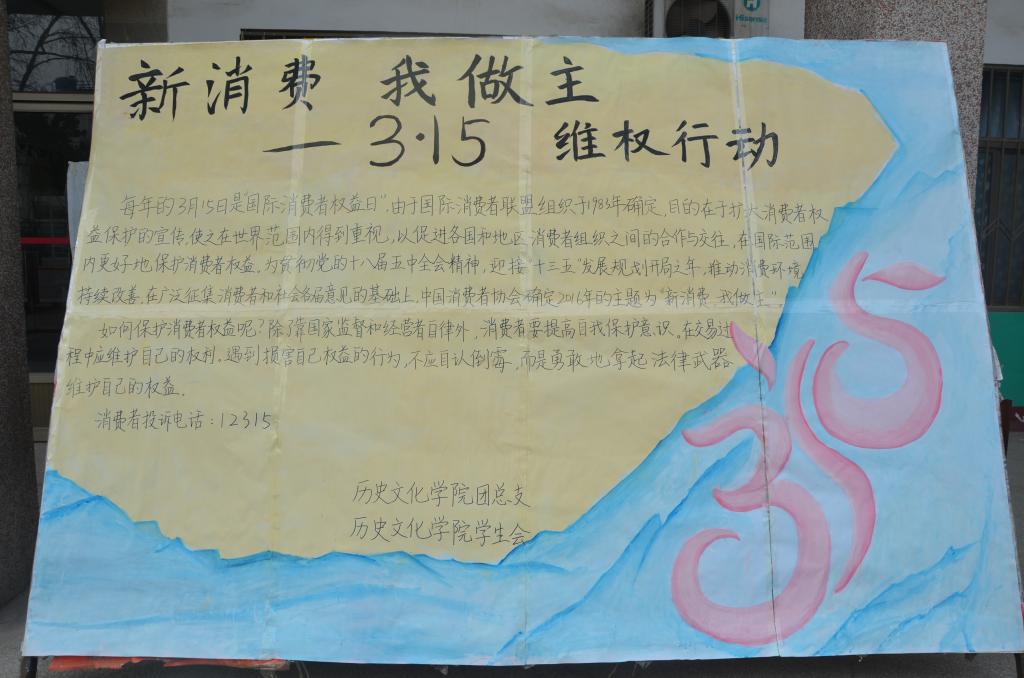 Hisense
新消费 我做主
—3·15 维权行动
每年的3月15日是"国际消费者权益日",由于国际消费者联盟组织于1983年确定,目的在于扩大消费者权
益保护的宣传,使之在世界范围内得到重视,以促进各国和地区消费者组织之间的合作与交往,在国际范围
内更好地保护消费者权益。为贯彻党的十八届五中全会精神,迎接"十三五"发展规划开局之年,推动消费环境
持续改善,在广泛征集消费者和社会各届意见的基础上,中国消费者协会确定2016年的主题为"新消费 我做主"。
如何保护消费者权益呢?除了靠国家监督和经营者自律外,消费者要提高自我保护意识。在交易过
程中应维护自己的权利。遇到损害自己权益的行为,不应自认倒霉,而是勇敢地拿起法律武器
维护自己的权益。
消费者投诉电话:12315
历史文化学院团总支
历史文化学院学生会
315